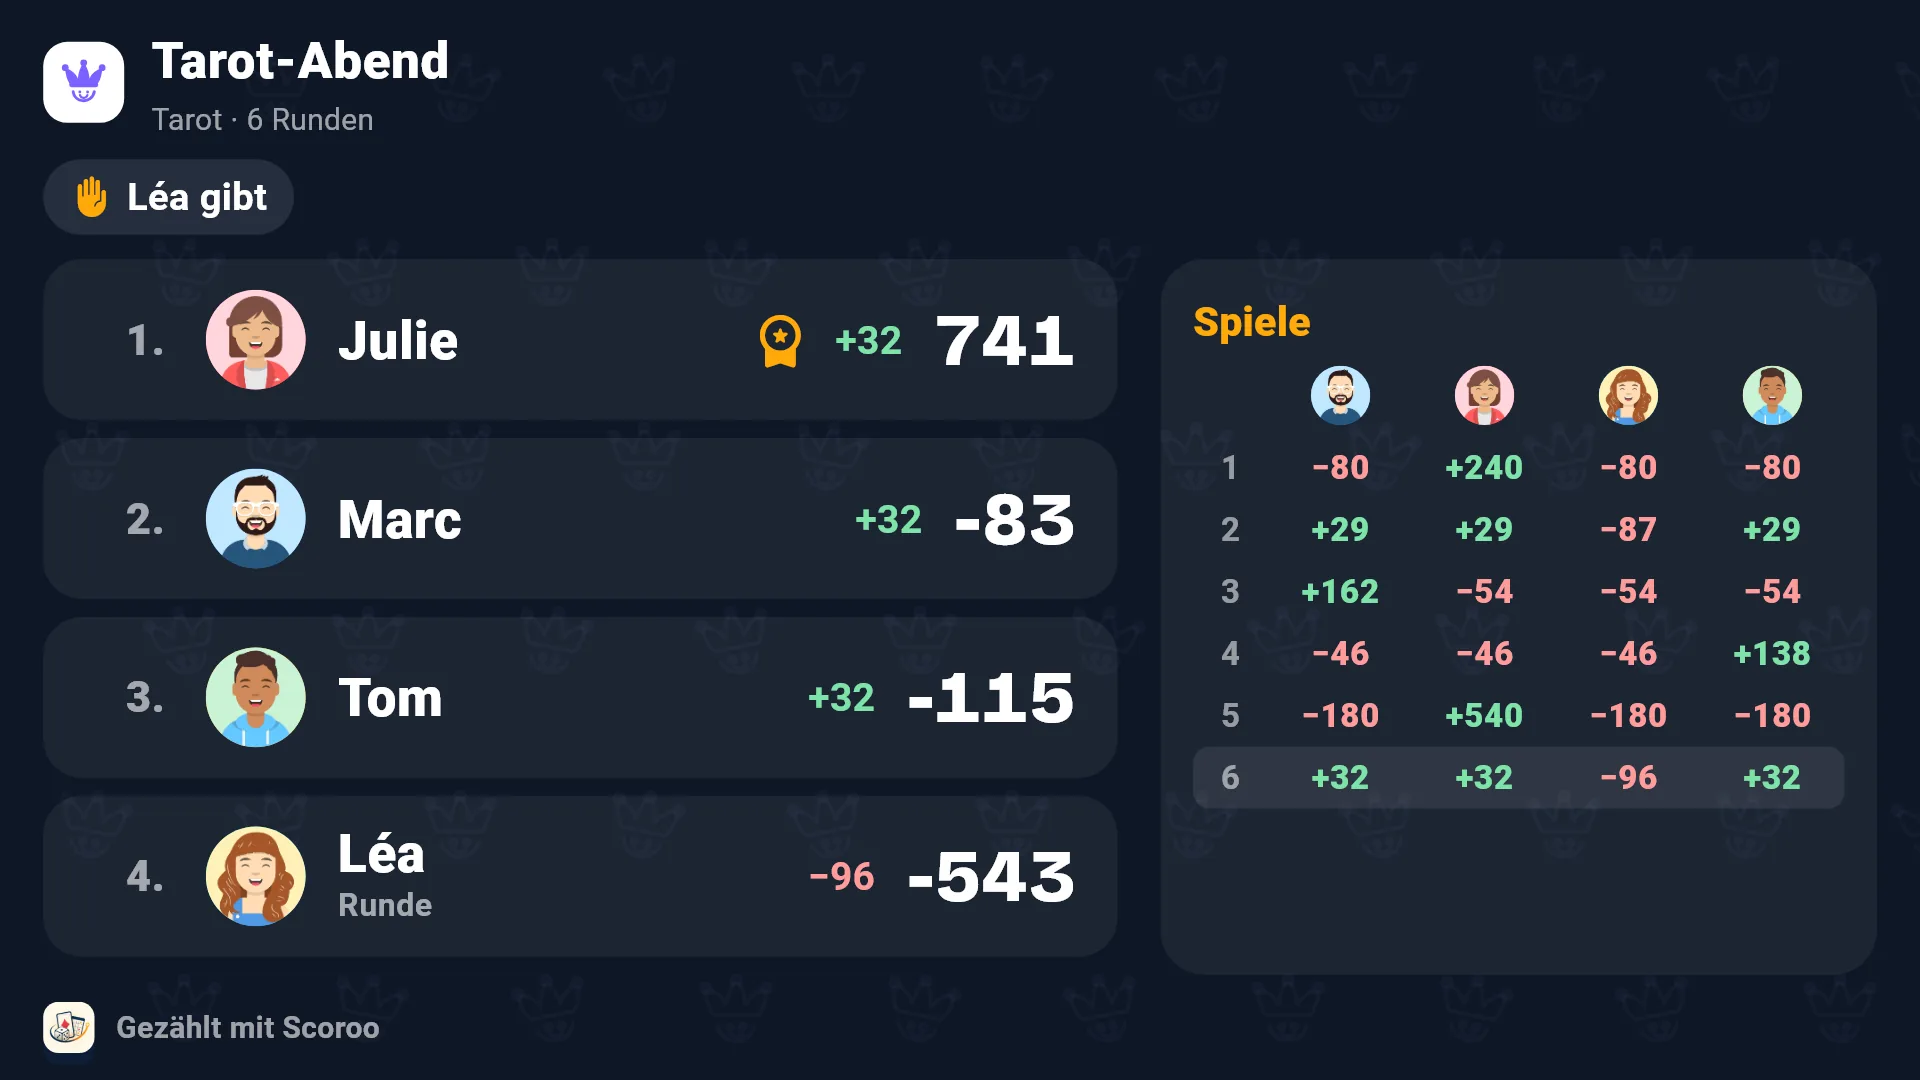 Tarot-Abend
Tarot · 6 Runden
Léa gibt
1. Julie +32 741
2. Marc +32 -83
3. Tom +32 -115
4. Léa −96 -543
Runde
Spiele
1 −80 +240 −80 −80
2 +29 +29 −87 +29
3 +162 −54 −54 −54
4 −46 −46 −46 +138
5 −180 +540 −180 −180
6 +32 +32 −96 +32
Gezählt mit Scoroo